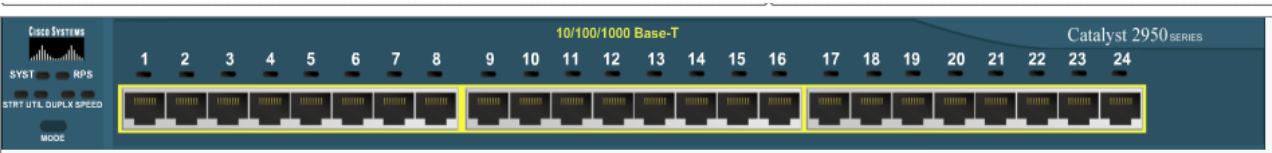 CISCO SYSTEMS
10/100/1000 Base-T
Catalyst 2950 SERIES
1 2 3 4 5 6 7 8 9 10 11 12 13 14 15 16 17 18 19 20 21 22 23 24
SYST RPS
STRT UTIL DUPLX SPEED
MODE